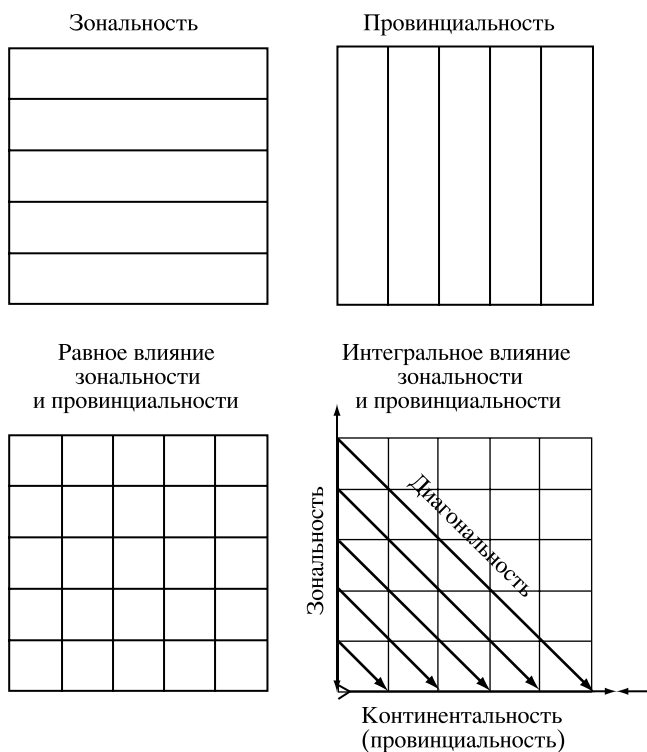 Зональность
Провинциальность
Равное влияние
зональности
и провинциальности
Интегральное влияние
зональности
и провинциальности
Зональность
Диагональность
Континентальность
(провинциальность)